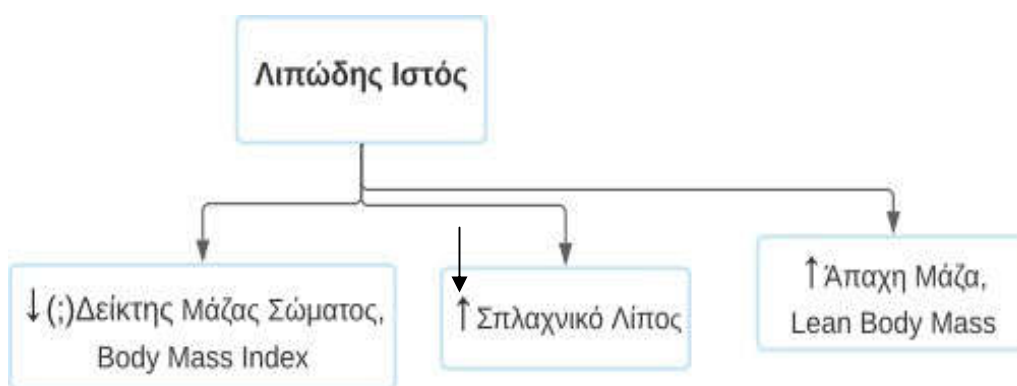 Λιπώδης Ιστός
↓(;)Δείκτης Μάζας Σώματος,
Body Mass Index
↑ Σπλαχνικό Λίπος
↑ Άπαχη Μάζα,
Lean Body Mass